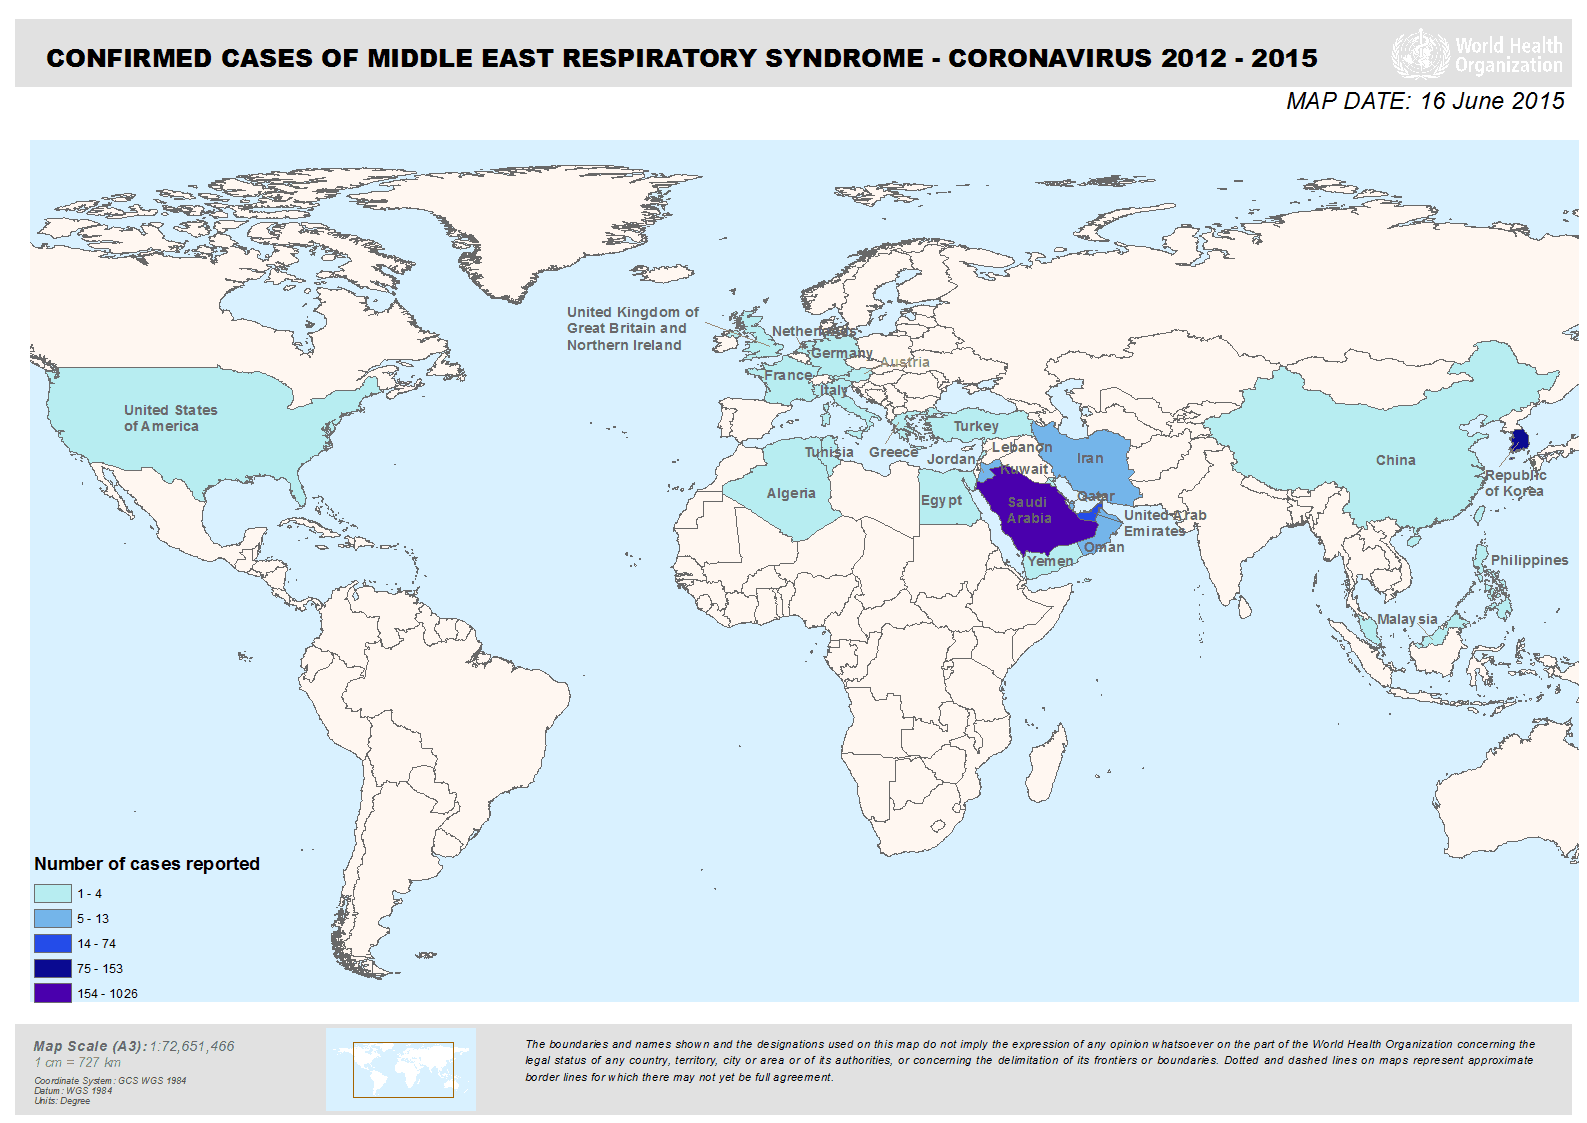 CONFIRMED CASES OF MIDDLE EAST RESPIRATORY SYNDROME - CORONAVIRUS 2012 - 2015
World Health
Organization
MAP DATE: 16 June 2015
United Kingdom of
Great Britain and
Northern Ireland
Netherlands
Germany
Austria
France
Italy
United States
of America
Turkey
Tunisia
Greece
Jordan
Lebanon
Kuwait
Iran
China
Republic
of Korea
Algeria
Egypt
Saudi
Arabia
Qatar
United Arab
Emirates
Oman
Yemen
Philippines
Malaysia
Number of cases reported
1 - 4
5 - 13
14 - 74
75 - 153
154 - 1026
Map Scale (A3): 1:72,651,466
1 cm = 727 km
Coordinate System: GCS WGS 1984
Datum: WGS 1984
Units: Degree
The boundaries and names shown and the designations used on this map do not imply the expression of any opinion whatsoever on the part of the World Health Organization concerning the
legal status of any country, territory, city or area or of its authorities, or concerning the delimitation of its frontiers or boundaries. Dotted and dashed lines on maps represent approximate
border lines for which there may not yet be full agreement.